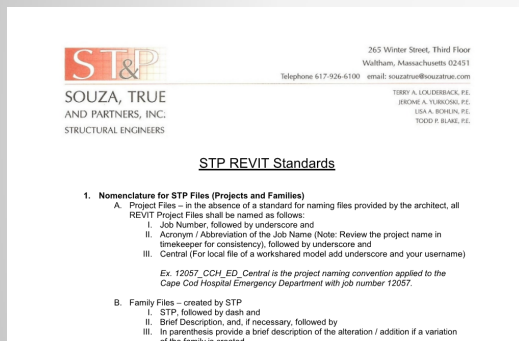 ST&P
265 Winter Street, Third Floor
Waltham, Massachusetts 02451
Telephone 617-926-6100 email: souzatrue@souzatrue.com
SOUZA, TRUE
AND PARTNERS, INC.
STRUCTURAL ENGINEERS
TERRY A. LOUDERBACK, P.E.
JEROME A. YURKOSKI, P.E.
LISA A. BOHLIN, P.E.
TODD P. BLAKE, P.E.
STP REVIT Standards
1. Nomenclature for STP Files (Projects and Families)
A. Project Files – in the absence of a standard for naming files provided by the architect, all
REVIT Project Files shall be named as follows:
I. Job Number, followed by underscore and
II. Acronym / Abbreviation of the Job Name (Note: Review the project name in
timekeeper for consistency), followed by underscore and
III. Central (For local file of a workshared model add underscore and your username)
Ex. 12057_CCH_ED_Central is the project naming convention applied to the
Cape Cod Hospital Emergency Department with job number 12057.
B. Family Files – created by STP
I. STP, followed by dash and
II. Brief Description, and, if necessary, followed by
III. In parenthesis provide a brief description of the alteration / addition if a variation
of the family is created